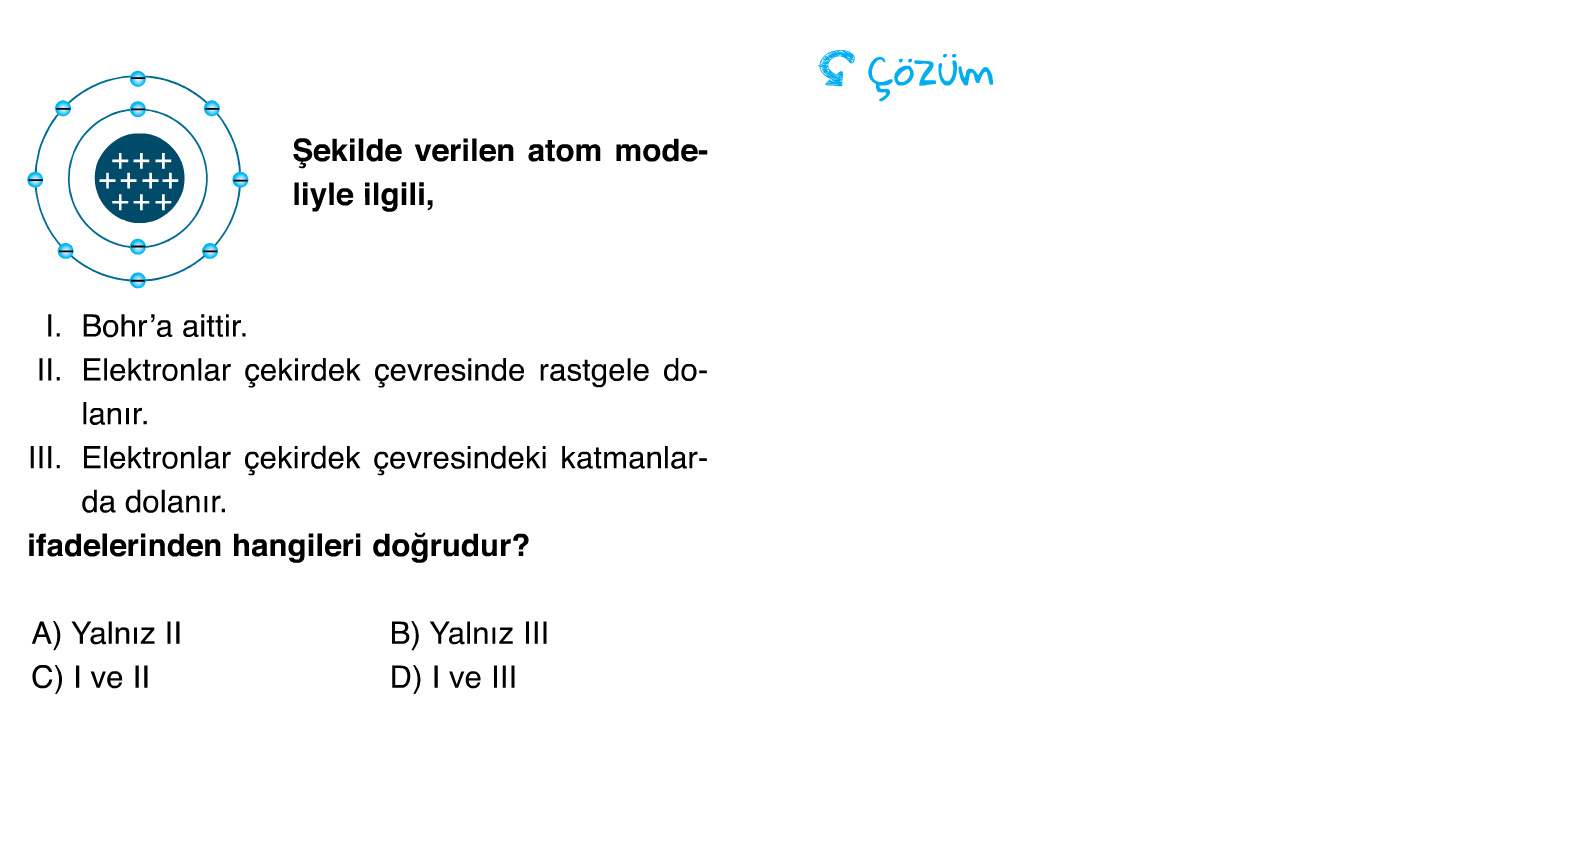 Çözüm
+++
++++
+++
Şekilde verilen atom mode-
liyle ilgili,
I. Bohr’a aittir.
II. Elektronlar çekirdek çevresinde rastgele do-
lanır.
III. Elektronlar çekirdek çevresindeki katmanlar-
da dolanır.
ifadelerinden hangileri doğrudur?
A) Yalnız II B) Yalnız III
C) I ve II D) I ve III